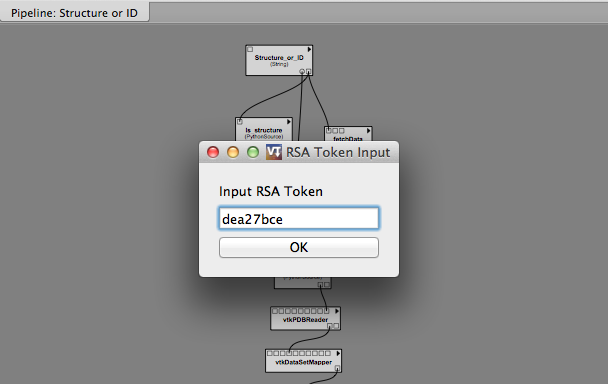 Pipeline: Structure or ID
Structure_or_ID
(String)
Is_structure
(PythonSource)
fetchData
VT RSA Token Input
Input RSA Token
dea27bce
OK
vtkPDBReader
vtkDataSetMapper